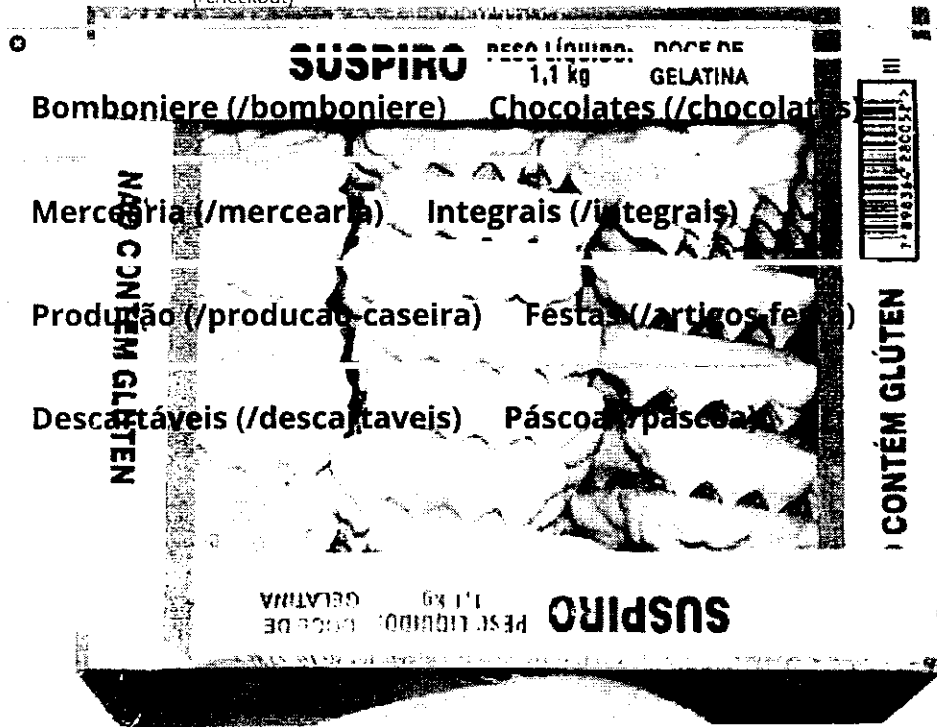 SUSPIRO PESO LÍQUIDO: DOCE DE
1,1 kg GELATINA
Bomboniere (/bomboniere) Chocolates (/chocolates)
Mercearia (/mercearia) Integrais (/integrais)
Produção (/producao-caseira) Festas (/artigos-festa)
Descartáveis (/descartaveis) Páscoa (/pascoa)
NÃO CONTÉM GLÚTEN
CONTÉM GLÚTEN
SUSPIRO PESO LÍQUIDO: DOCE DE
1,1 kg GELATINA